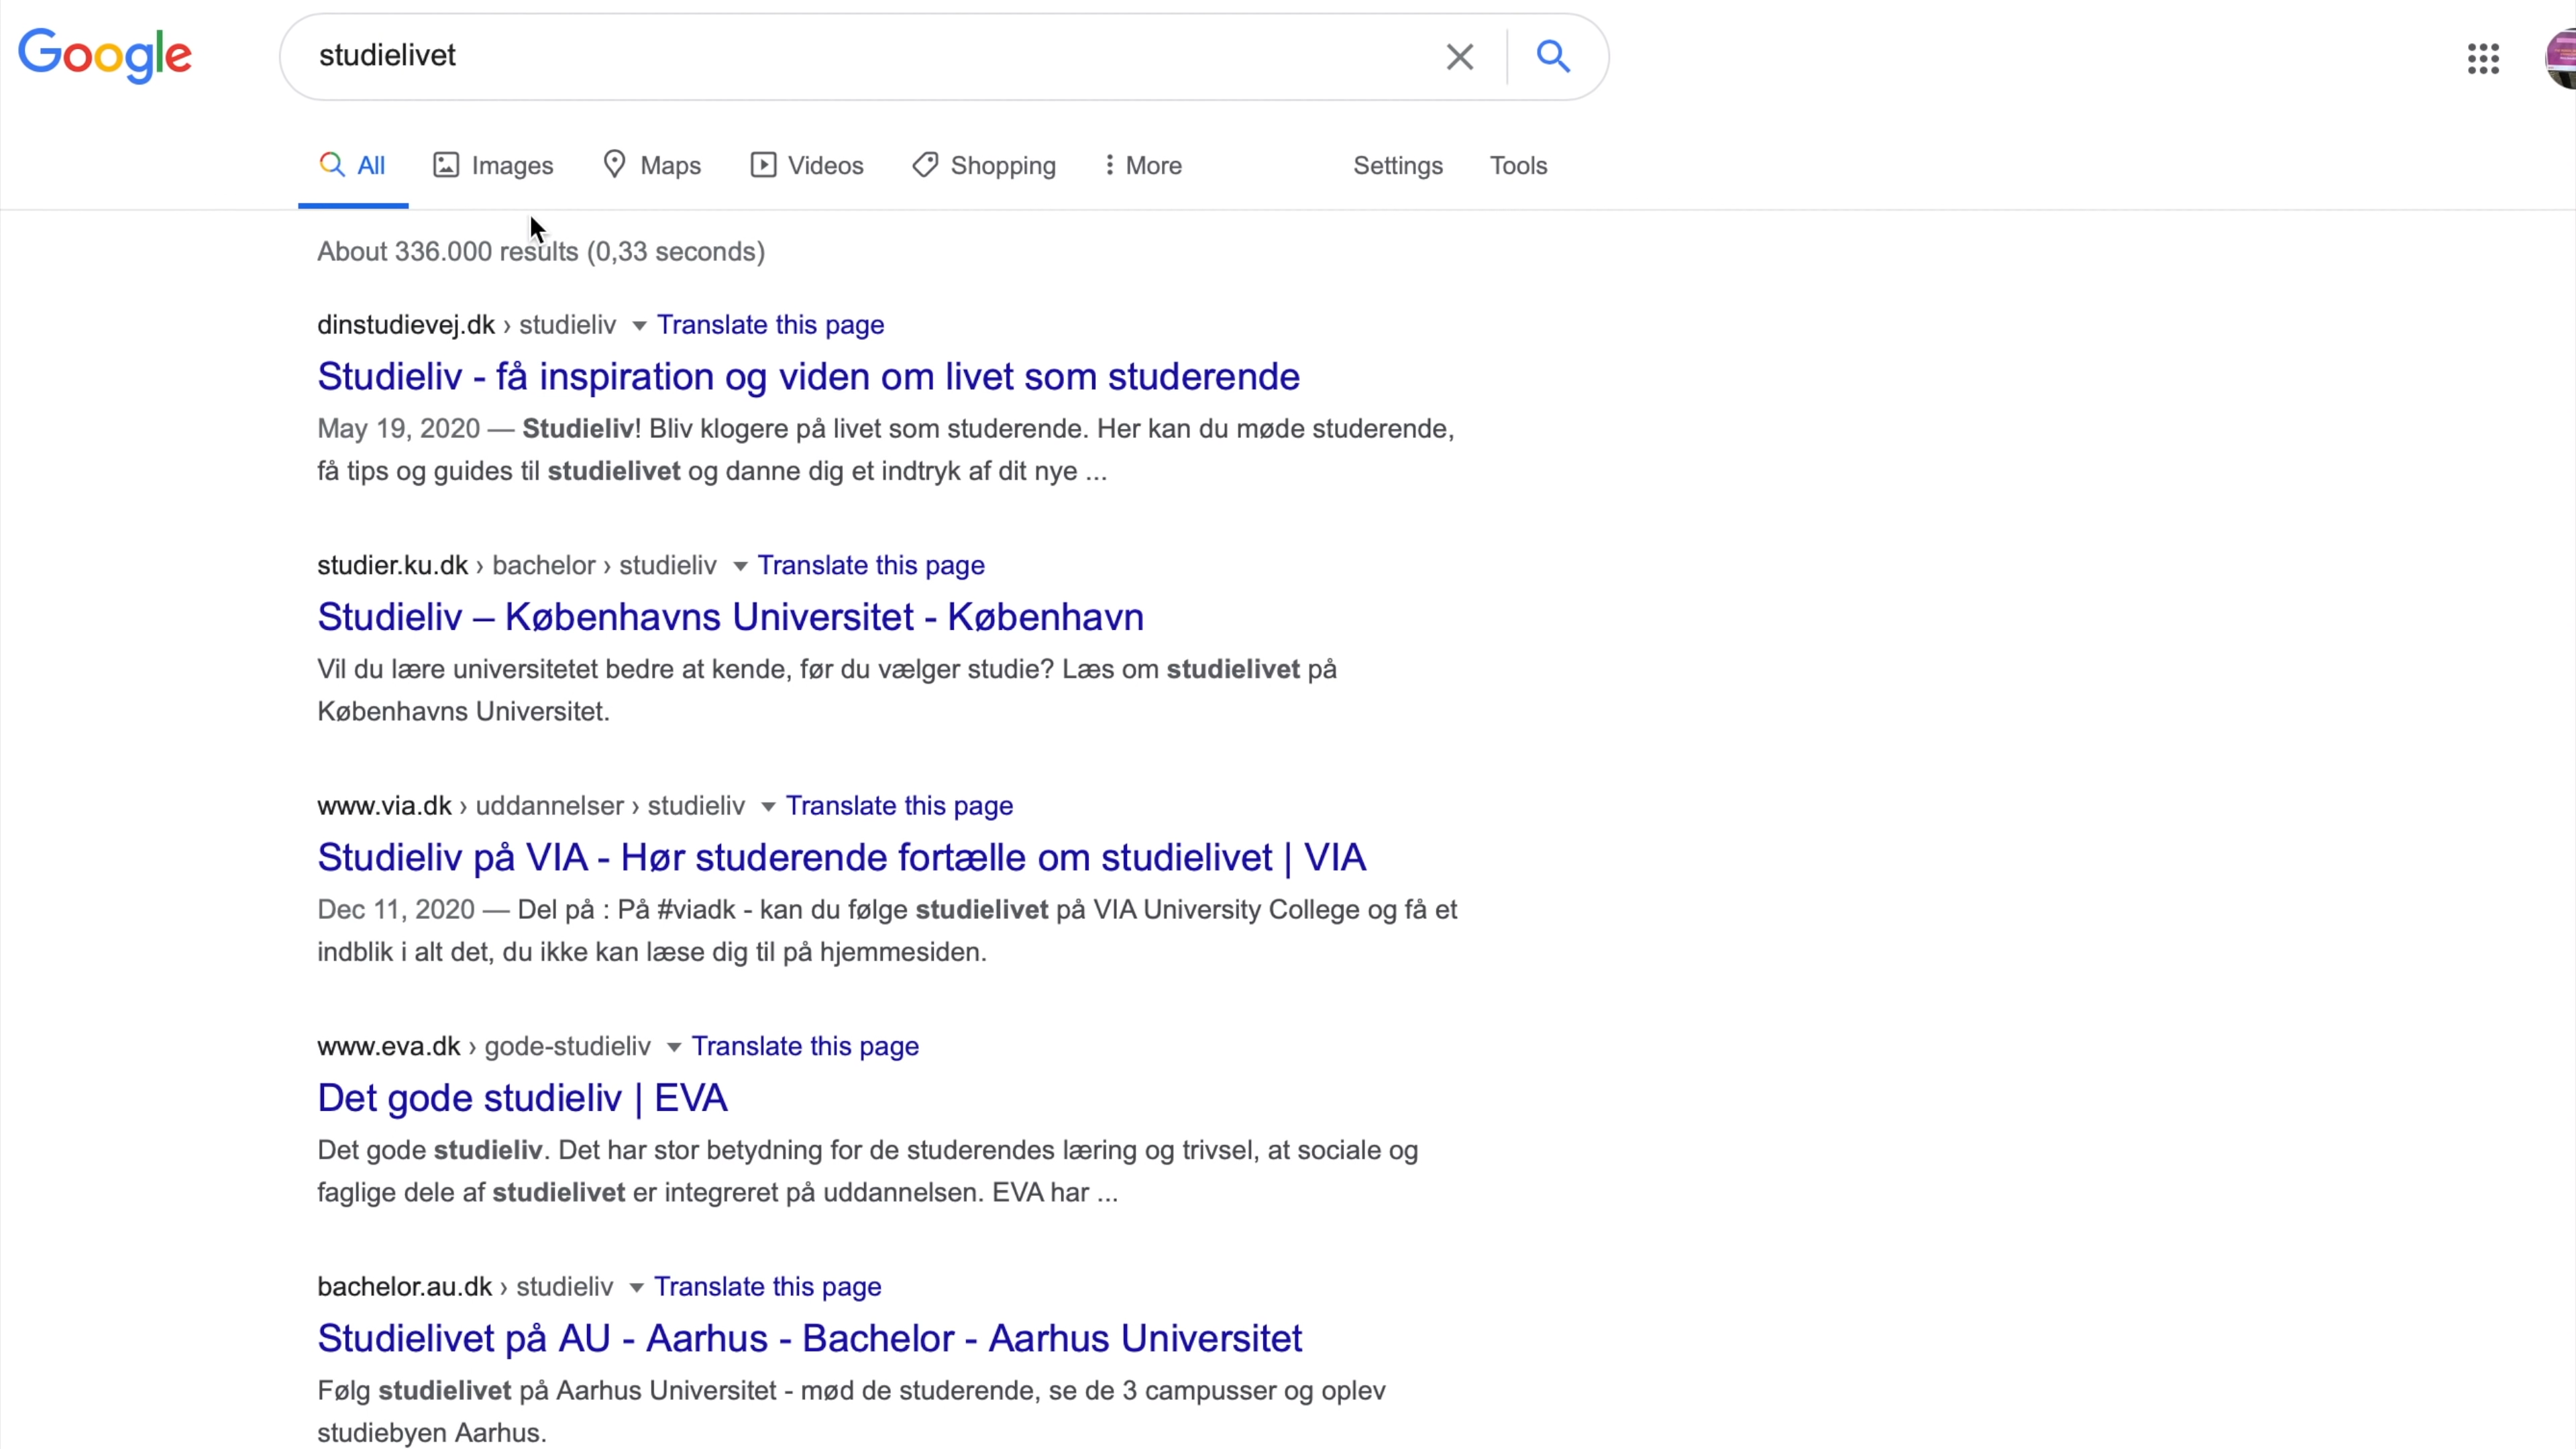 Google
studielivet
All Images Maps Videos Shopping More Settings Tools
About 336.000 results (0,33 seconds)
dinstudievej.dk › studieliv Translate this page
Studieliv - få inspiration og viden om livet som studerende
May 19, 2020 — Studieliv! Bliv klogere på livet som studerende. Her kan du møde studerende,
få tips og guides til studielivet og danne dig et indtryk af dit nye ...
studier.ku.dk › bachelor › studieliv Translate this page
Studieliv – Københavns Universitet - København
Vil du lære universitetet bedre at kende, før du vælger studie? Læs om studielivet på
Københavns Universitet.
www.via.dk › uddannelser › studieliv Translate this page
Studieliv på VIA - Hør studerende fortælle om studielivet | VIA
Dec 11, 2020 — Del på : På #viadk - kan du følge studielivet på VIA University College og få et
indblik i alt det, du ikke kan læse dig til på hjemmesiden.
www.eva.dk › gode-studieliv Translate this page
Det gode studieliv | EVA
Det gode studieliv. Det har stor betydning for de studerendes læring og trivsel, at sociale og
faglige dele af studielivet er integreret på uddannelsen. EVA har ...
bachelor.au.dk › studieliv Translate this page
Studielivet på AU - Aarhus - Bachelor - Aarhus Universitet
Følg studielivet på Aarhus Universitet - mød de studerende, se de 3 campusser og oplev
studiebyen Aarhus.